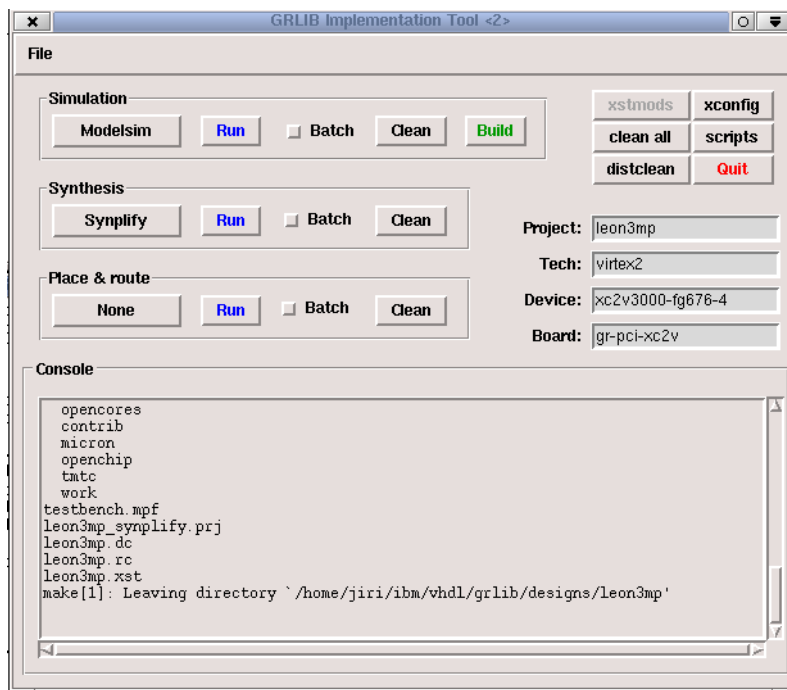 GRLIB Implementation Tool <2>
File
Simulation
Modelsim Run Batch Clean Build
xstmods xconfig
clean all scripts
distclean Quit
Synthesis
Synplify Run Batch Clean
Project: leon3mp
Tech: virtex2
Place & route
None Run Batch Clean
Device: xc2v3000-fg676-4
Board: gr-pci-xc2v
Console
opencores
contrib
micron
openchip
tmtc
work
testbench.mpf
leon3mp_synplify.prj
leon3mp.dc
leon3mp.rc
leon3mp.xst
make[1]: Leaving directory `/home/jiri/ibm/vhdl/grlib/designs/leon3mp'